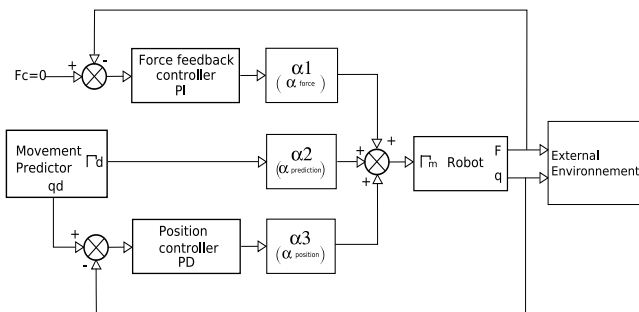 Fc=0
+
-
Force feedback
controller
PI
α1
(α force)
Movement
Predictor
Γd
qd
α2
(α prediction)
+
+
+
Γm
Robot
F
q
External
Environnement
+
-
Position
controller
PD
α3
(α position)